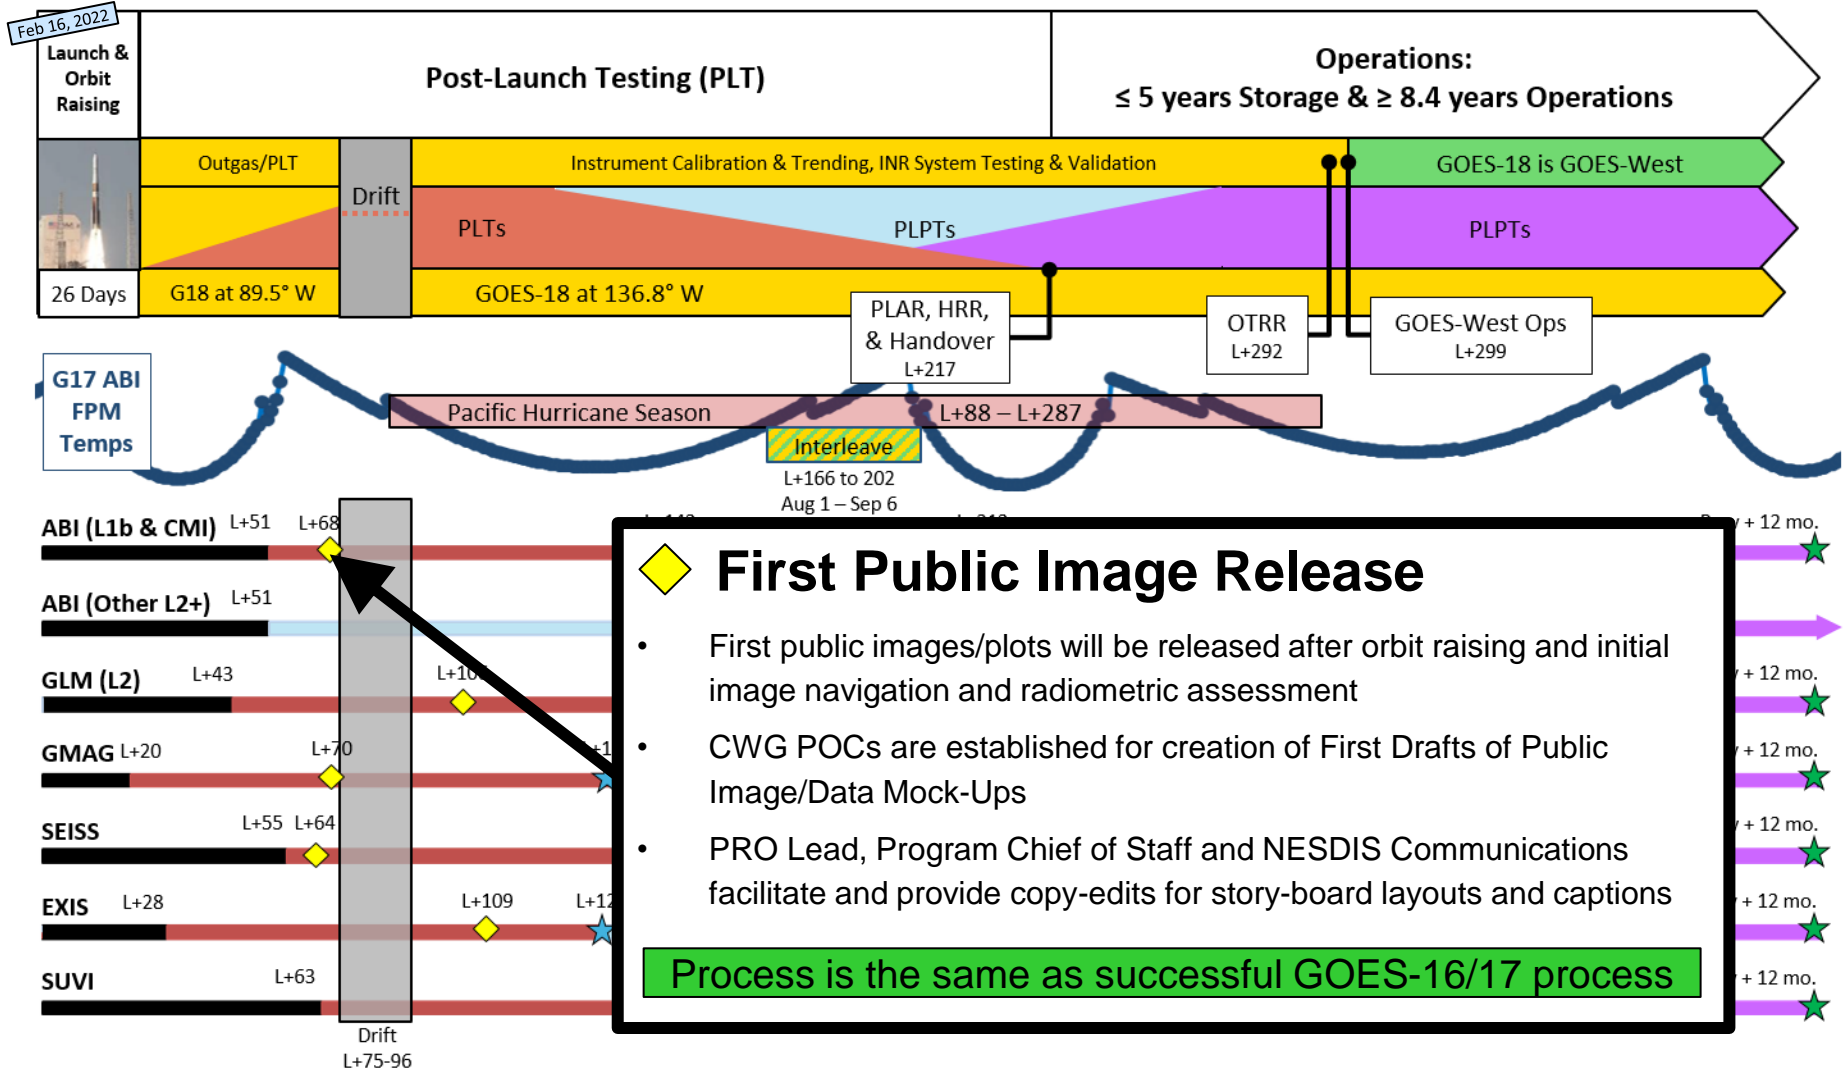 Feb 16, 2022
Launch &
Orbit
Raising
Post-Launch Testing (PLT)
Operations:
≤ 5 years Storage & ≥ 8.4 years Operations
Outgas/PLT
Drift
Instrument Calibration & Trending, INR System Testing & Validation
GOES-18 is GOES-West
PLTs
PLPTs
PLPTs
26 Days
G18 at 89.5° W
GOES-18 at 136.8° W
PLAR, HRR,
& Handover
L+217
OTRR
L+292
GOES-West Ops
L+299
G17 ABI
FPM
Temps
Pacific Hurricane Season
L+88 – L+287
Interleave
L+166 to 202
Aug 1 – Sep 6
ABI (L1b & CMI)
L+51
L+68
+ 12 mo.
ABI (Other L2+)
L+51
GLM (L2)
L+43
+ 12 mo.
GMAG
L+20
L+70
+ 12 mo.
SEISS
L+55
L+64
+ 12 mo.
EXIS
L+28
L+109
+ 12 mo.
SUVI
L+63
+ 12 mo.
Drift
L+75-96
First Public Image Release
• First public images/plots will be released after orbit raising and initial
image navigation and radiometric assessment
• CWG POCs are established for creation of First Drafts of Public
Image/Data Mock-Ups
• PRO Lead, Program Chief of Staff and NESDIS Communications
facilitate and provide copy-edits for story-board layouts and captions
Process is the same as successful GOES-16/17 process